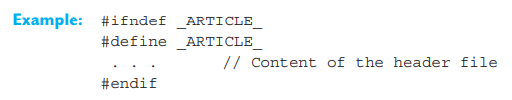 Example: #ifndef _ARTICLE_
#define _ARTICLE_
. . . // Content of the header file
#endif